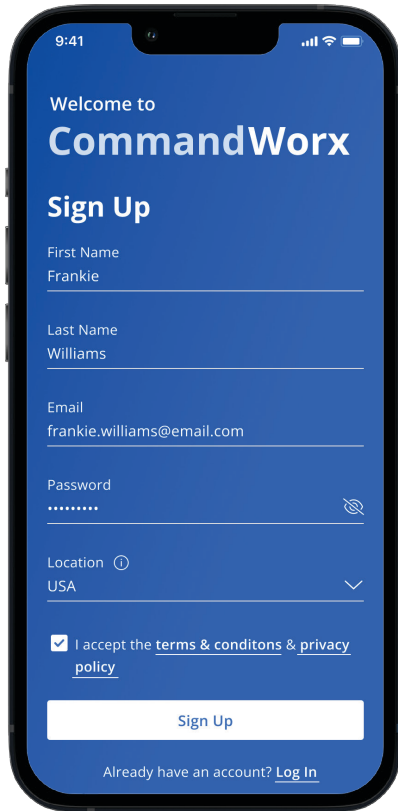 9:41
Welcome to
CommandWorx
Sign Up
First Name
Frankie
Last Name
Williams
Email
frankie.williams@email.com
Password
•••••••••
Location
USA
I accept the terms & conditons & privacy
policy
Sign Up
Already have an account? Log In